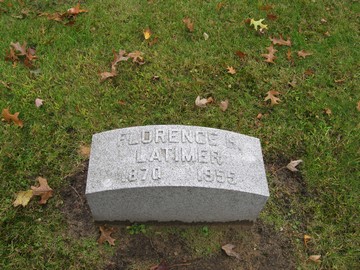 FLORENCE H.
LATIMER
1870 1955